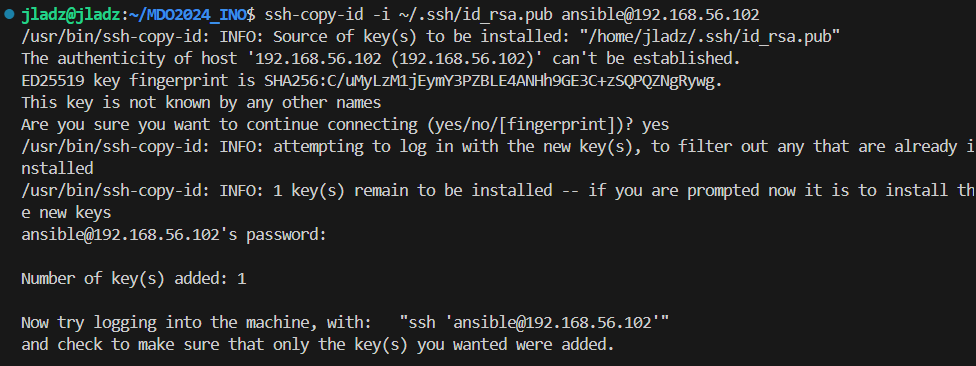 jladz@jladz:~/MDO2024_INO$ ssh-copy-id -i ~/.ssh/id_rsa.pub ansible@192.168.56.102
/usr/bin/ssh-copy-id: INFO: Source of key(s) to be installed: "/home/jladz/.ssh/id_rsa.pub"
The authenticity of host '192.168.56.102 (192.168.56.102)' can't be established.
ED25519 key fingerprint is SHA256:C/uMyLzM1jEymY3PZBLE4ANHh9GE3C+zSQPQZNgRywg.
This key is not known by any other names
Are you sure you want to continue connecting (yes/no/[fingerprint])? yes
/usr/bin/ssh-copy-id: INFO: attempting to log in with the new key(s), to filter out any that are already i
nstalled
/usr/bin/ssh-copy-id: INFO: 1 key(s) remain to be installed -- if you are prompted now it is to install th
e new keys
ansible@192.168.56.102's password:
Number of key(s) added: 1
Now try logging into the machine, with:   "ssh 'ansible@192.168.56.102'"
and check to make sure that only the key(s) you wanted were added.